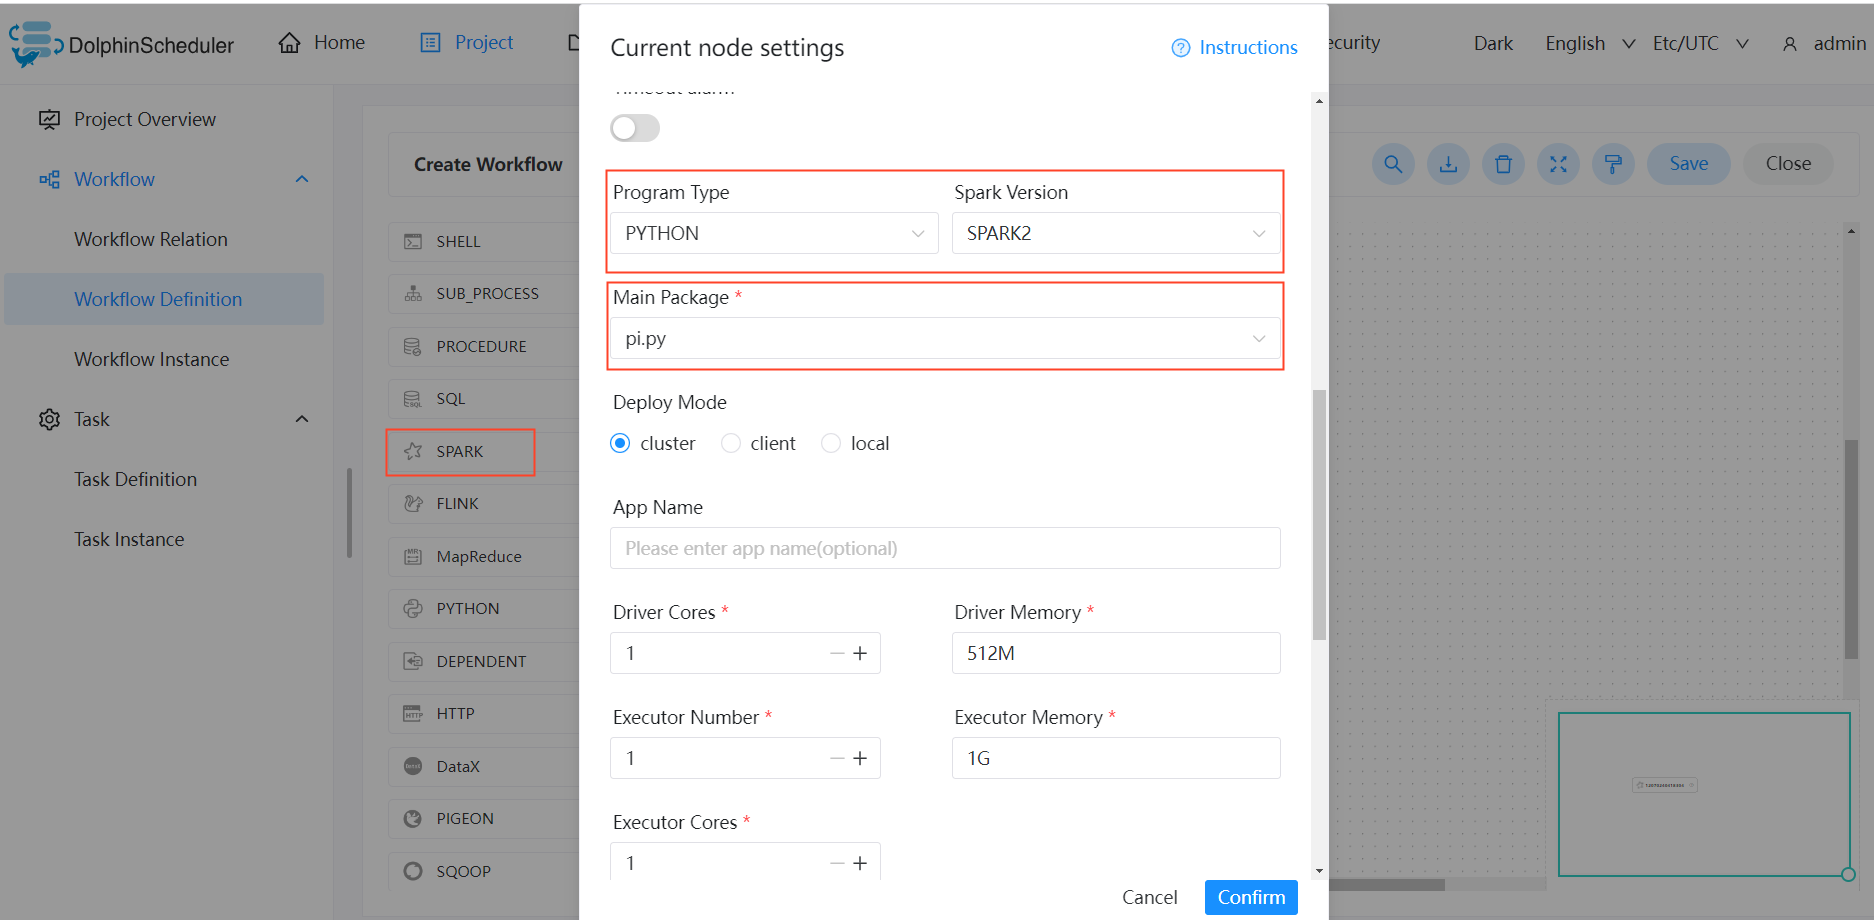 DolphinScheduler
Home
Project
ecurity
Dark
English
Etc/UTC
admin
Project Overview
Workflow
Workflow Relation
Workflow Definition
Workflow Instance
Task
Task Definition
Task Instance
Create Workflow
Save
Close
SHELL
SUB_PROCESS
PROCEDURE
SQL
SPARK
FLINK
MapReduce
PYTHON
DEPENDENT
HTTP
DataX
PIGEON
SQOOP
Current node settings
Instructions
Timeout alarm
Program Type
Spark Version
PYTHON
SPARK2
Main Package *
pi.py
Deploy Mode
cluster
client
local
App Name
Please enter app name(optional)
Driver Cores *
Driver Memory *
1
512M
Executor Number *
Executor Memory *
1
1G
Executor Cores *
1
Cancel
Confirm